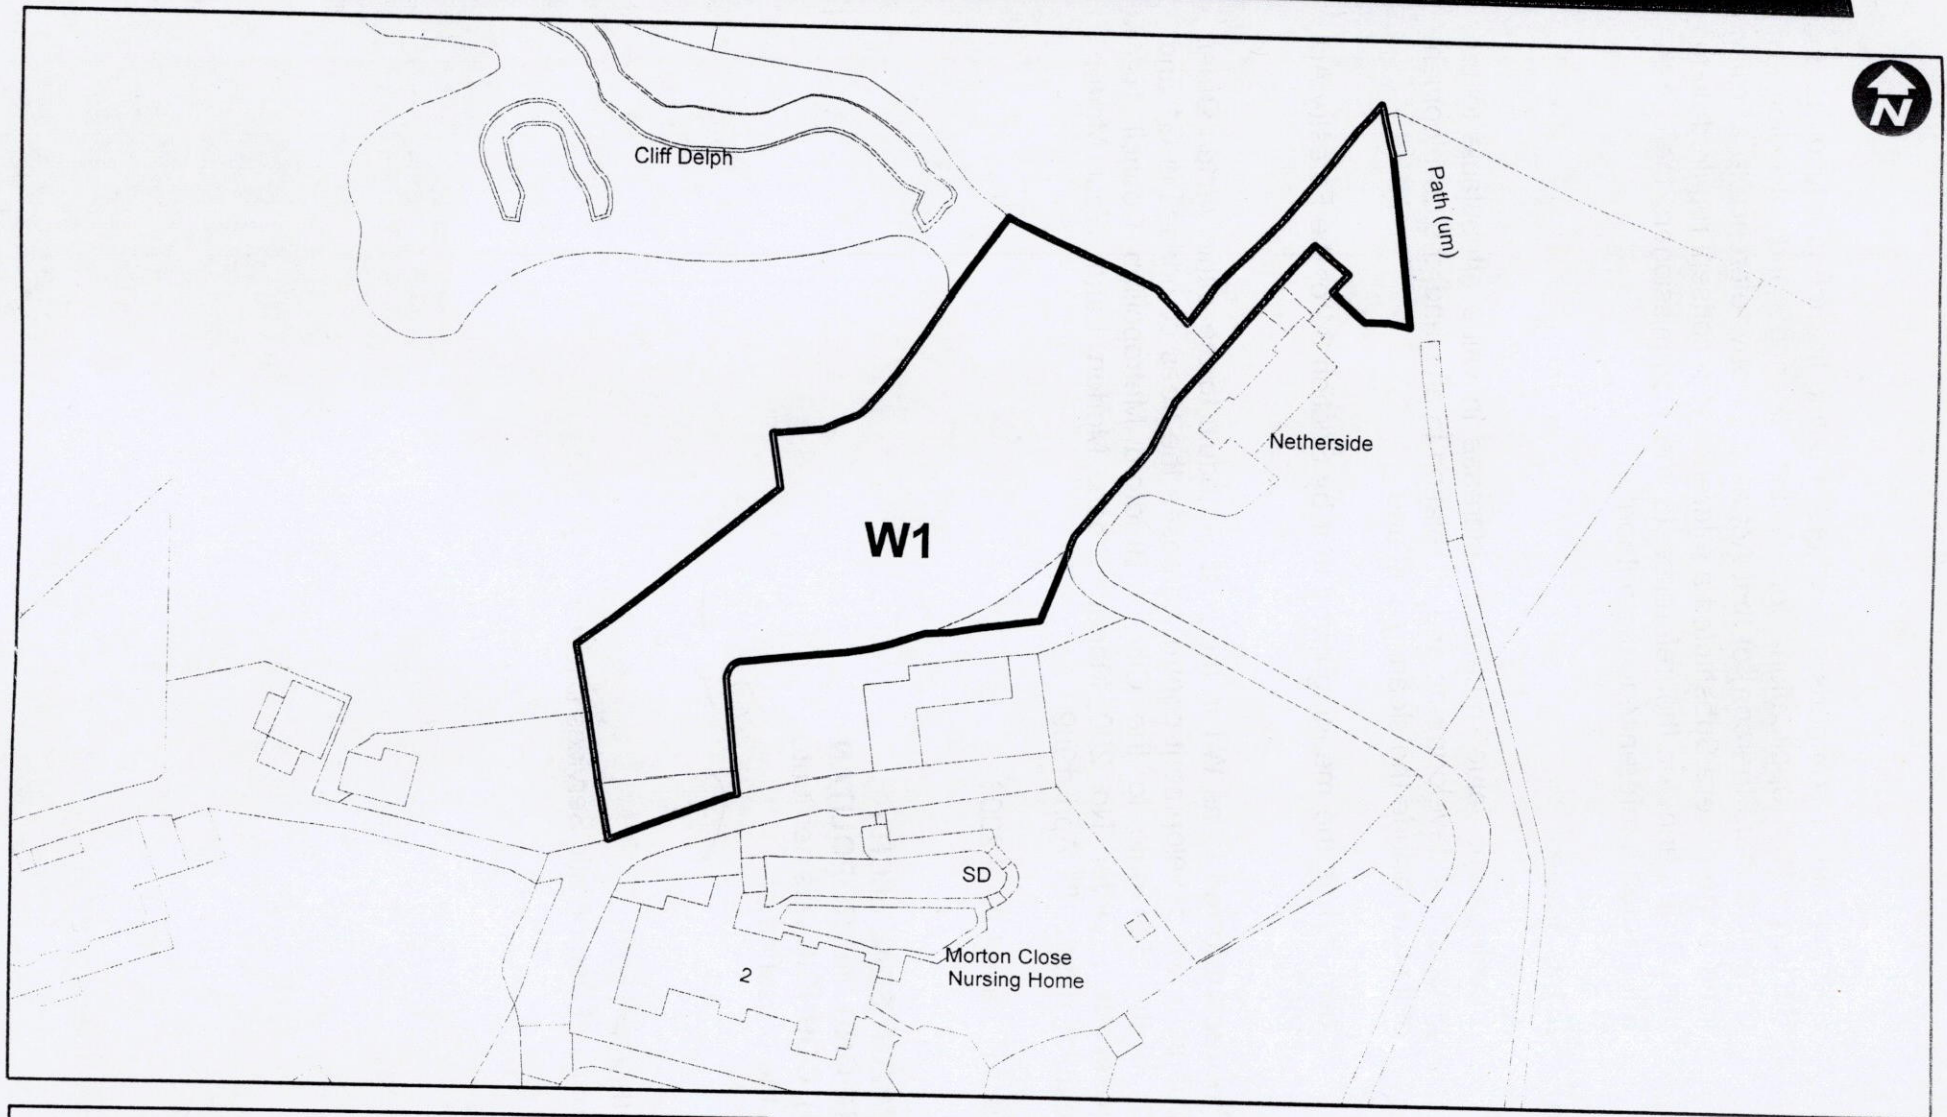 N
Cliff Delph
Path (um)
Netherside
W1
SD
Morton Close
Nursing Home
2